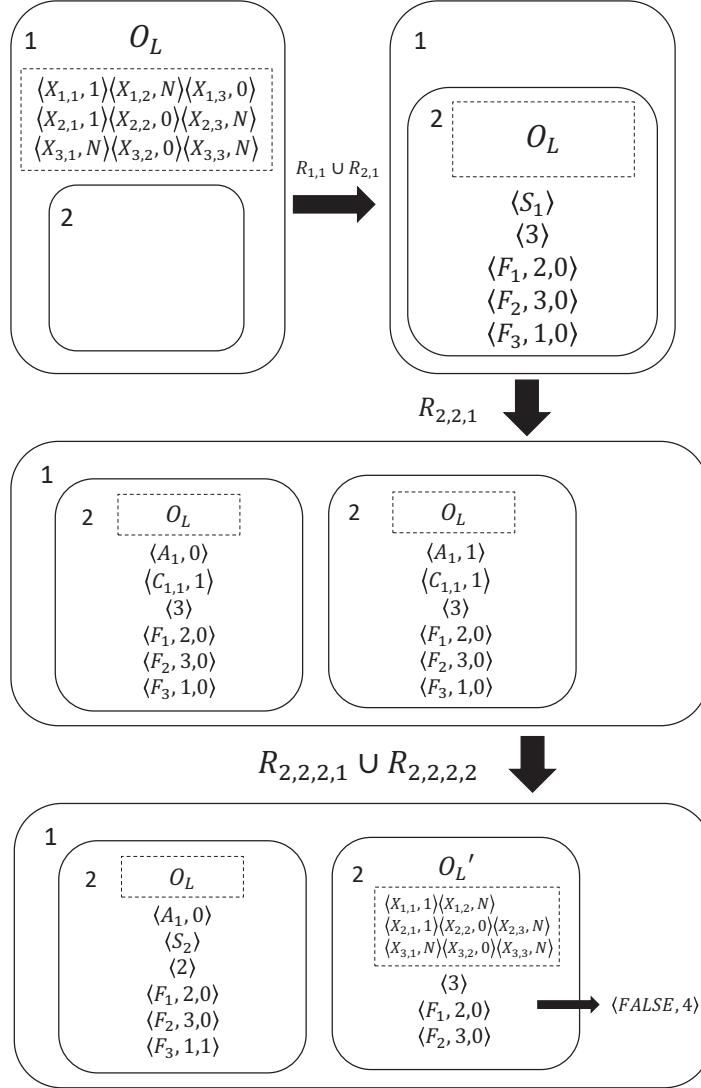 1
O_L
⟨X_{1,1}, 1⟩⟨X_{1,2}, N⟩⟨X_{1,3}, 0⟩
⟨X_{2,1}, 1⟩⟨X_{2,2}, 0⟩⟨X_{2,3}, N⟩
⟨X_{3,1}, N⟩⟨X_{3,2}, 0⟩⟨X_{3,3}, N⟩
2
R_{1,1} ∪ R_{2,1}
1
2
O_L
⟨S_1⟩
⟨3⟩
⟨F_1, 2,0⟩
⟨F_2, 3,0⟩
⟨F_3, 1,0⟩
R_{2,2,1}
1
2
O_L
⟨A_1, 0⟩
⟨C_{1,1}, 1⟩
⟨3⟩
⟨F_1, 2,0⟩
⟨F_2, 3,0⟩
⟨F_3, 1,0⟩
2
O_L
⟨A_1, 1⟩
⟨C_{1,1}, 1⟩
⟨3⟩
⟨F_1, 2,0⟩
⟨F_2, 3,0⟩
⟨F_3, 1,0⟩
R_{2,2,2,1} ∪ R_{2,2,2,2}
1
2
O_L
⟨A_1, 0⟩
⟨S_2⟩
⟨2⟩
⟨F_1, 2,0⟩
⟨F_2, 3,0⟩
⟨F_3, 1,1⟩
2
O_L'
⟨X_{1,1}, 1⟩⟨X_{1,2}, N⟩
⟨X_{2,1}, 1⟩⟨X_{2,2}, 0⟩⟨X_{2,3}, N⟩
⟨X_{3,1}, N⟩⟨X_{3,2}, 0⟩⟨X_{3,3}, N⟩
⟨3⟩
⟨F_1, 2,0⟩
⟨F_2, 3,0⟩
⟨FALSE, 4⟩